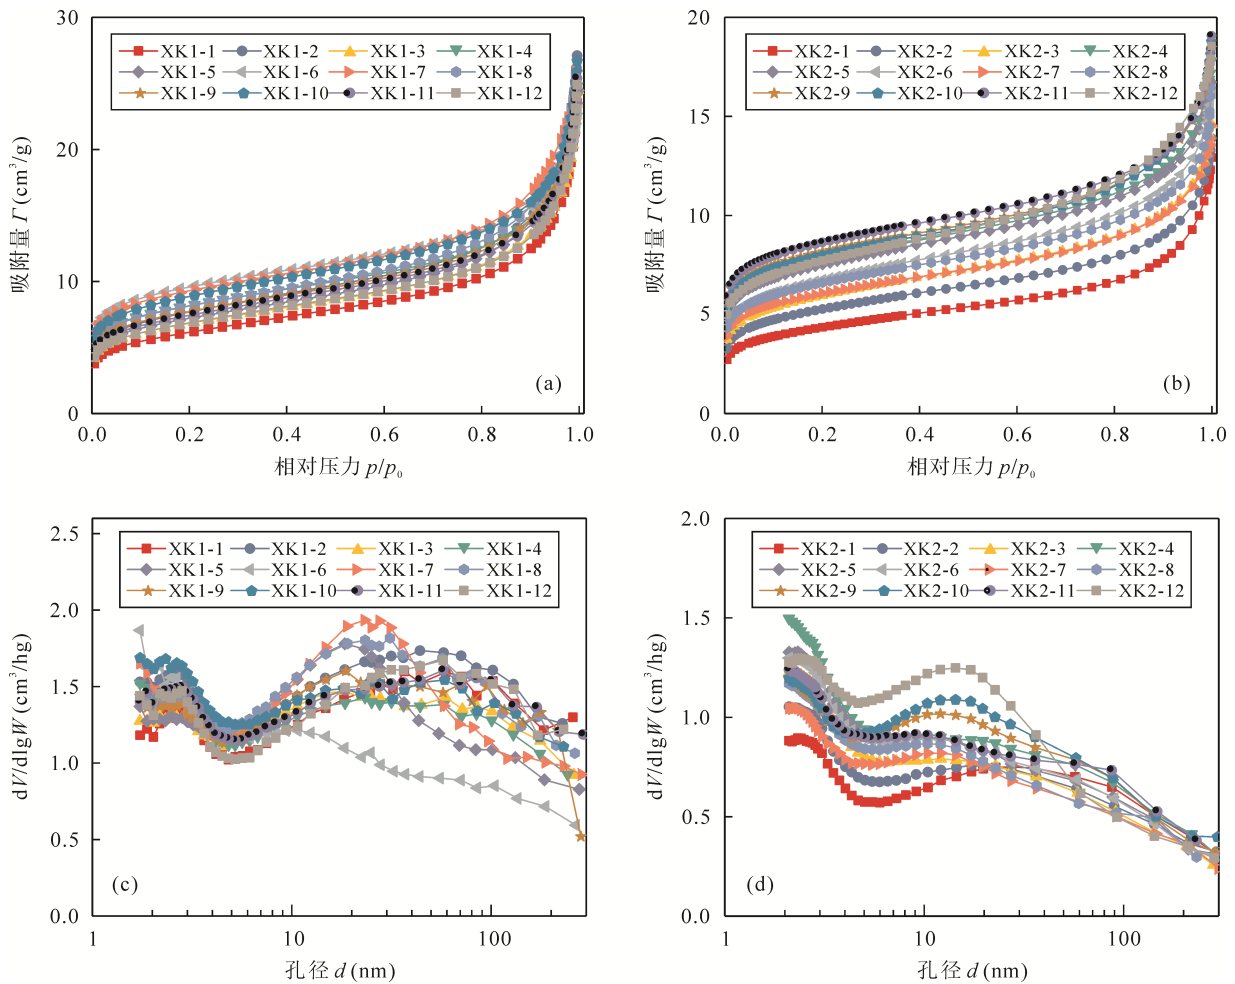 30
20
10
0
吸附量 Γ (cm³/g)
XK1-1 XK1-2 XK1-3 XK1-4
XK1-5 XK1-6 XK1-7 XK1-8
XK1-9 XK1-10 XK1-11 XK1-12
(a)
0.0 0.2 0.4 0.6 0.8 1.0
相对压力 p/p₀
20
15
10
5
0
吸附量 Γ (cm³/g)
XK2-1 XK2-2 XK2-3 XK2-4
XK2-5 XK2-6 XK2-7 XK2-8
XK2-9 XK2-10 XK2-11 XK2-12
(b)
0.0 0.2 0.4 0.6 0.8 1.0
相对压力 p/p₀
2.5
2.0
1.5
1.0
0.5
0.0
dV/dlgW (cm³/hg)
XK1-1 XK1-2 XK1-3 XK1-4
XK1-5 XK1-6 XK1-7 XK1-8
XK1-9 XK1-10 XK1-11 XK1-12
(c)
1 10 100
孔径 d (nm)
2.0
1.5
1.0
0.5
0.0
dV/dlgW (cm³/hg)
XK2-1 XK2-2 XK2-3 XK2-4
XK2-5 XK2-6 XK2-7 XK2-8
XK2-9 XK2-10 XK2-11 XK2-12
(d)
1 10 100
孔径 d (nm)